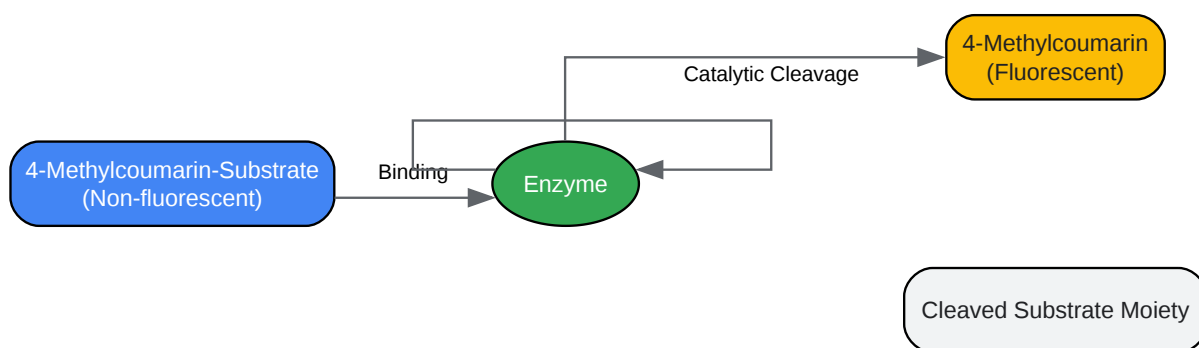 4-Methylcoumarin
(Fluorescent)
Catalytic Cleavage
4-Methylcoumarin-Substrate
(Non-fluorescent)
Binding
Enzyme
Cleaved Substrate Moiety